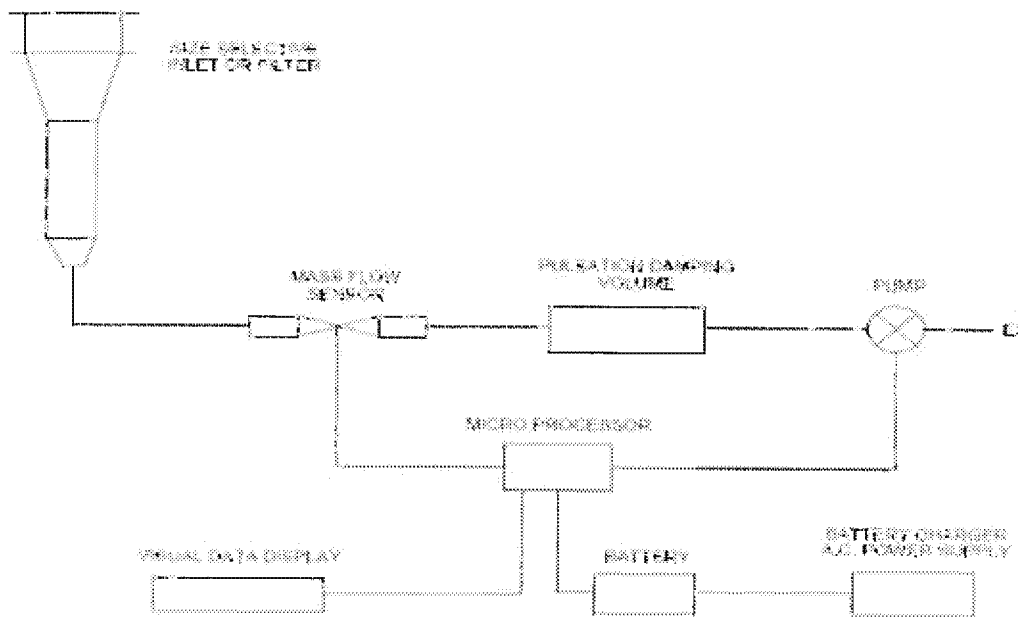 SIZE SELECTIVE
INLET OR FILTER
MASS FLOW
SENSOR
PULSATION DAMPING
VOLUME
PUMP
MICRO PROCESSOR
VISUAL DATA DISPLAY
BATTERY
BATTERY CHARGER
A.C. POWER SUPPLY